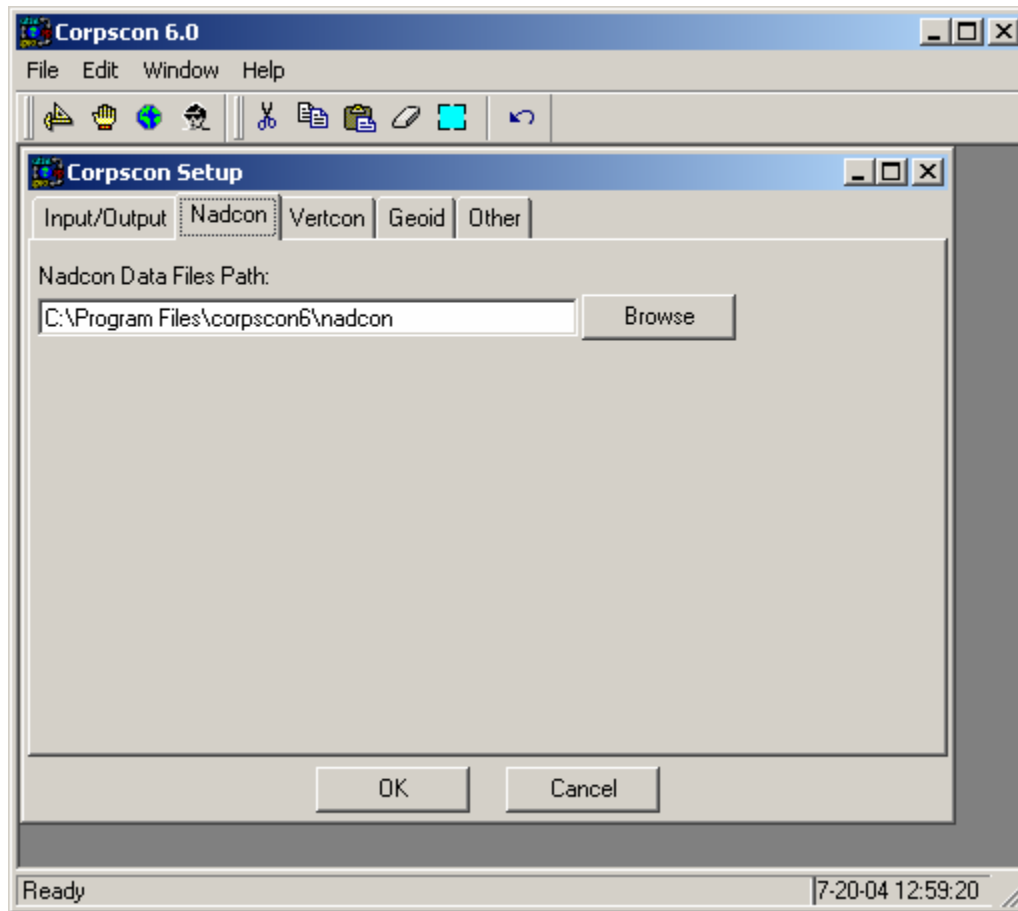 Corpscon 6.0
File Edit Window Help
Corpscon Setup
Input/Output Nadcon Vertcon Geoid Other
Nadcon Data Files Path:
C:\Program Files\corpscon6\nadcon Browse
OK Cancel
Ready 7-20-04 12:59:20